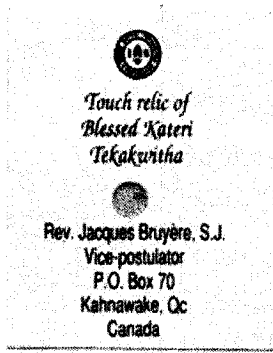 Touch relic of
Blessed Kateri
Tekakwitha
Rev. Jacques Bruyère, S.J.
Vice-postulator
P.O. Box 70
Kahnawake, Qc
Canada